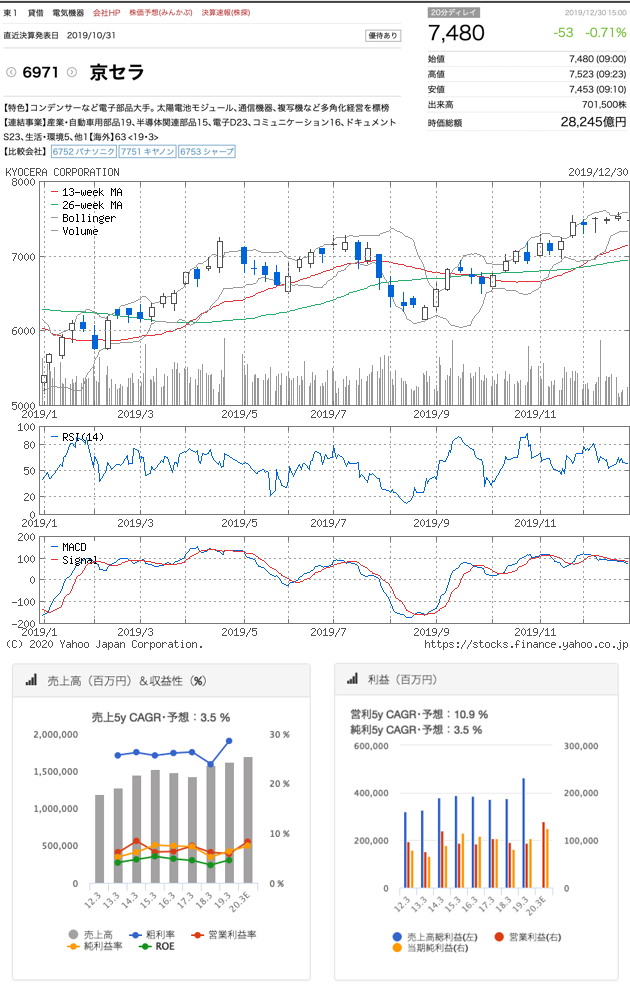 東1 貸借 電気機器 会社HP 株価予想(みんかぶ) 決算速報(株探)
直近決算発表日 2019/10/31 優待あり
6971 京セラ
【特色】コンデンサーなど電子部品大手。太陽電池モジュール、通信機器、複写機など多角化経営を標榜
【連結事業】産業・自動車用部品19、半導体関連部品15、電子D23、コミュニケーション16、ドキュメント
S23、生活・環境5、他1【海外】63 <19・3>
【比較会社】 6752 パナソニク 7751 キヤノン 6753 シャープ
20分ディレイ 2019/12/30 15:00
7,480 -53 -0.71%
始値 7,480 (09:00)
高値 7,523 (09:23)
安値 7,453 (09:10)
出来高 701,500株
時価総額 28,245億円
KYOCERA CORPORATION 2019/12/30
8000
13-week MA
26-week MA
Bollinger
Volume
7000
6000
5000
2019/1 2019/3 2019/5 2019/7 2019/9 2019/11
100
RSI(14)
80
50
20
0
2019/1 2019/3 2019/5 2019/7 2019/9 2019/11
200
MACD
Signal
100
0
-100
-200
2019/1 2019/3 2019/5 2019/7 2019/9 2019/11
(C) 2020 Yahoo Japan Corporation. https://stocks.finance.yahoo.co.jp
売上高（百万円）＆収益性（%）
売上5y CAGR・予想：3.5 %
2,000,000 30 %
1,500,000
20 %
1,000,000
10 %
500,000
0 0 %
12.3 13.3 14.3 15.3 16.3 17.3 18.3 19.3 20.3E
売上高 粗利率 営業利益率
純利益率 ROE
利益（百万円）
営利5y CAGR・予想：10.9 %
純利5y CAGR・予想：3.5 %
600,000 300,000
400,000 200,000
200,000 100,000
0 0
12.3 13.3 14.3 15.3 16.3 17.3 18.3 19.3 20.3E
売上高総利益(左) 営業利益(右)
当期純利益(右)